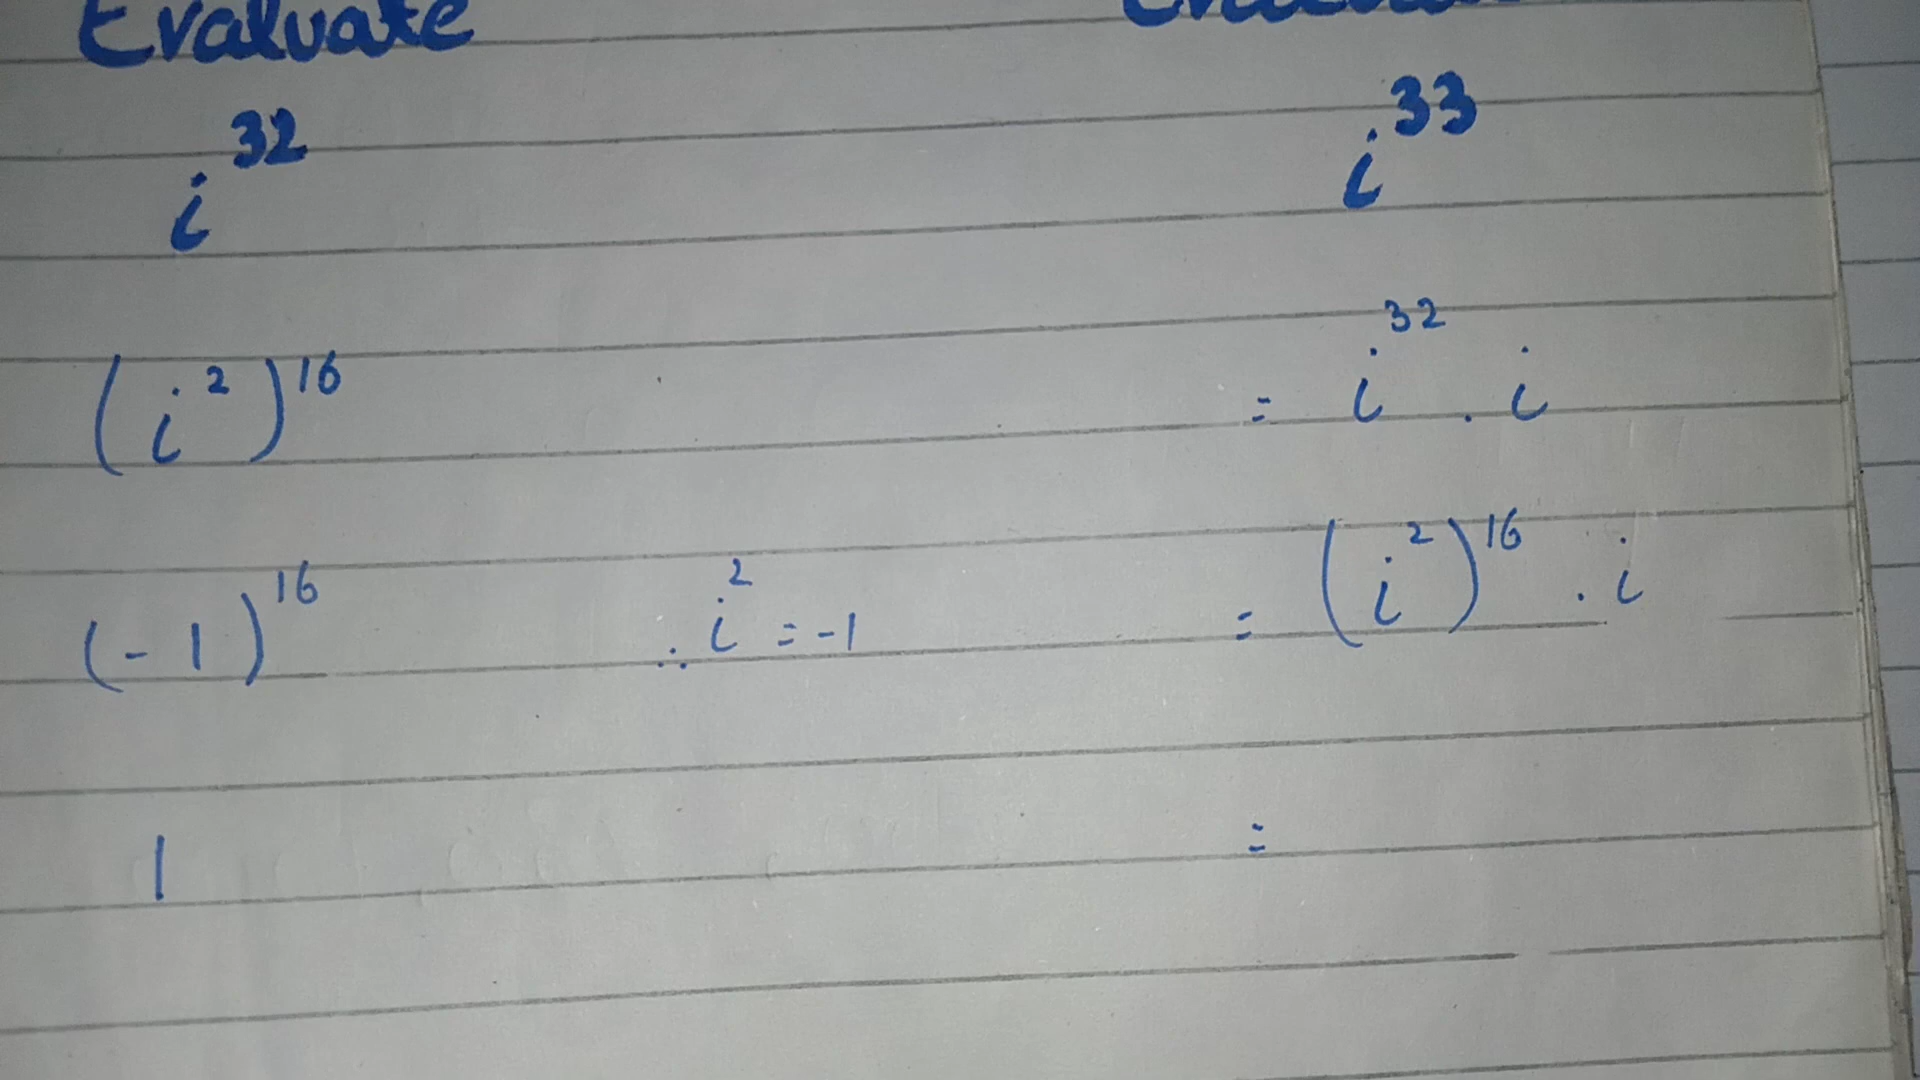 Evaluate
i^32
(i^2)^16
(-1)^16 ∴ i^2 = -1
1
i^33
= i^32 . i
= (i^2)^16 . i
=